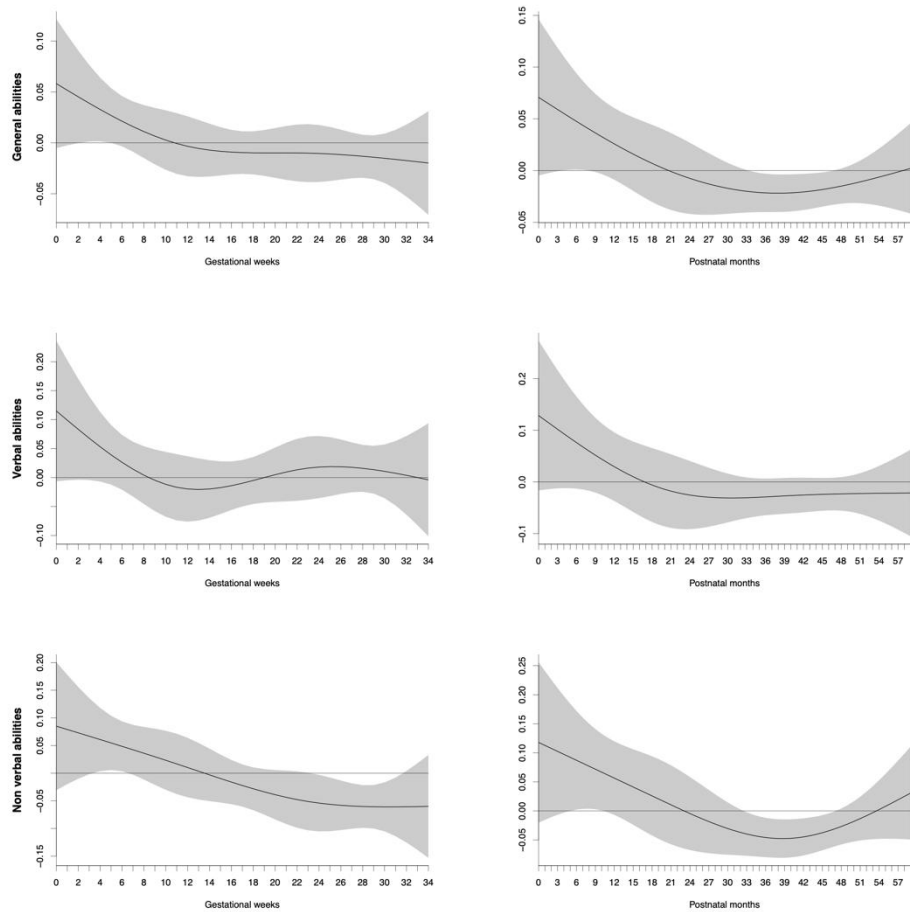 General abilities
0.10
0.05
0.00
−0.05
0 2 4 6 8 10 12 14 16 18 20 22 24 26 28 30 32 34
Gestational weeks
0.15
0.10
0.05
0.00
−0.05
0 3 6 9 12 15 18 21 24 27 30 33 36 39 42 45 48 51 54 57
Postnatal months
Verbal abilities
0.20
0.15
0.10
0.05
0.00
−0.10
0 2 4 6 8 10 12 14 16 18 20 22 24 26 28 30 32 34
Gestational weeks
0.2
0.1
0.0
−0.1
0 3 6 9 12 15 18 21 24 27 30 33 36 39 42 45 48 51 54 57
Postnatal months
Non verbal abilities
0.20
0.15
0.10
0.05
−0.05
−0.15
0 2 4 6 8 10 12 14 16 18 20 22 24 26 28 30 32 34
Gestational weeks
0.25
0.20
0.15
0.10
0.05
0.00
−0.05
0 3 6 9 12 15 18 21 24 27 30 33 36 39 42 45 48 51 54 57
Postnatal months